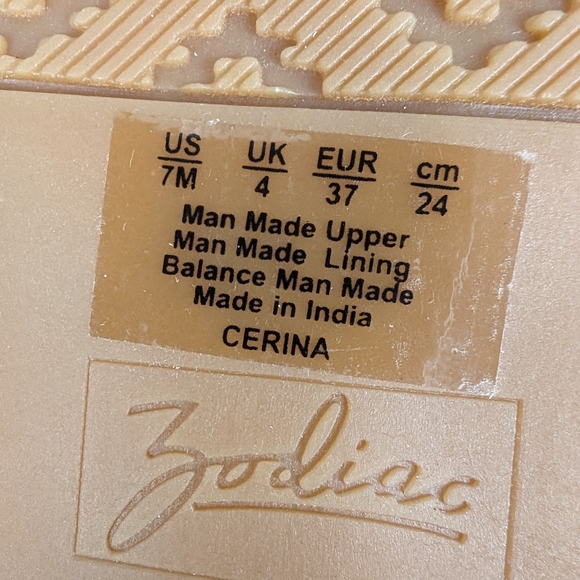 US UK EUR cm
7M 4 37 24
Man Made Upper
Man Made Lining
Balance Man Made
Made in India
CERINA
Zodiac